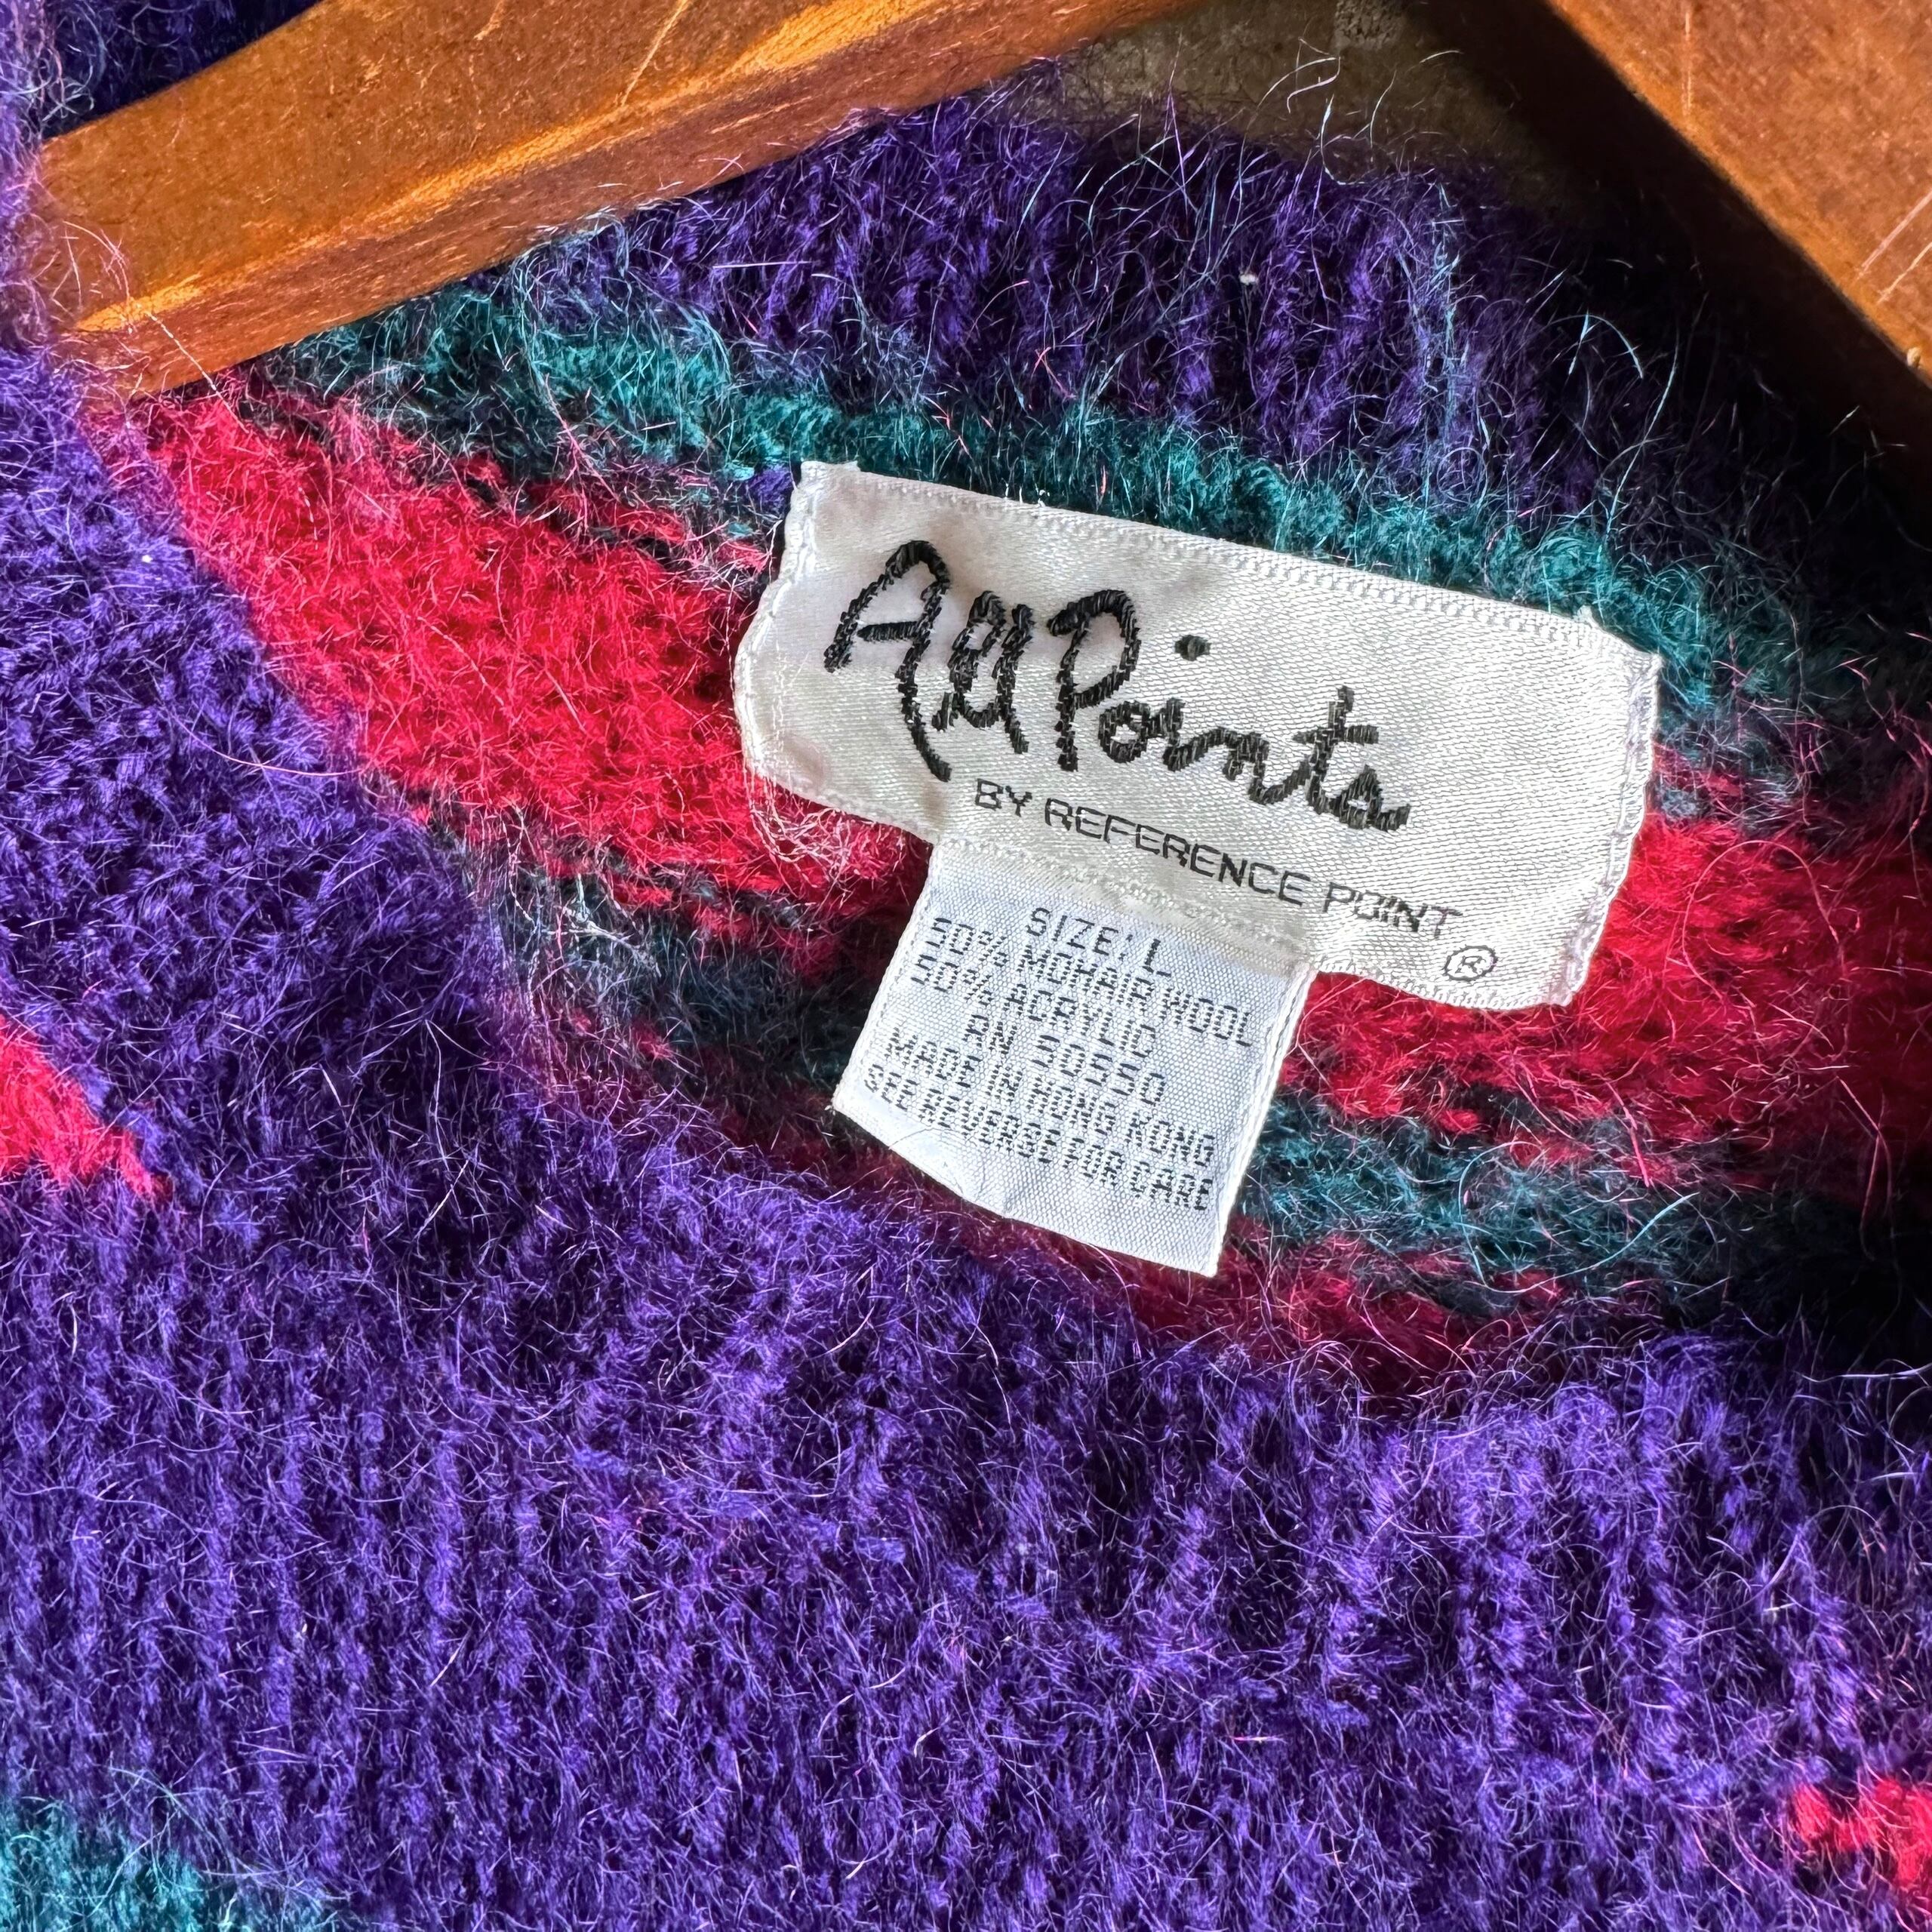 All Points
BY REFERENCE POINT
®
SIZE: L
50% MOHAIR WOOL
50% ACRYLIC
RN 50550
MADE IN HONG KONG
SEE REVERSE FOR CARE